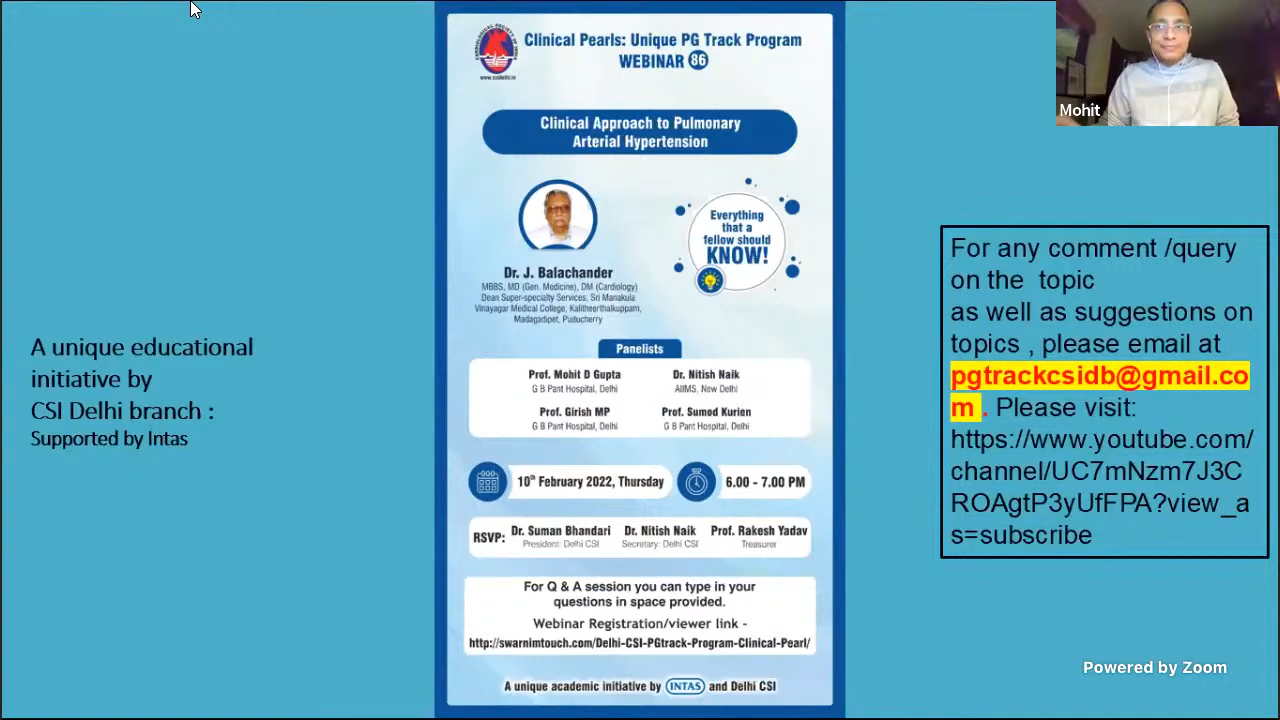 A unique educational
initiative by
CSI Delhi branch :
Supported by Intas
www.csidelhi.in
Clinical Pearls: Unique PG Track Program
WEBINAR 86
Clinical Approach to Pulmonary
Arterial Hypertension
Everything
that a
fellow should
KNOW!
Dr. J. Balachander
MBBS, MD (Gen. Medicine), DM (Cardiology)
Dean Super-specialty Services, Sri Manakula
Vinayagar Medical College, Kalitheerthalkuppam,
Madagadipet, Puducherry
Panelists
Prof. Mohit D Gupta
G B Pant Hospital, Delhi
Dr. Nitish Naik
AIIMS, New Delhi
Prof. Girish MP
G B Pant Hospital, Delhi
Prof. Sumod Kurien
G B Pant Hospital, Delhi
10th February 2022, Thursday
6.00 - 7.00 PM
RSVP:
Dr. Suman Bhandari
President: Delhi CSI
Dr. Nitish Naik
Secretary: Delhi CSI
Prof. Rakesh Yadav
Treasurer
For Q & A session you can type in your
questions in space provided.
Webinar Registration/viewer link -
http://swarnimtouch.com/Delhi-CSI-PGtrack-Program-Clinical-Pearl/
A unique academic initiative by INTAS and Delhi CSI
Mohit
For any comment /query
on the topic
as well as suggestions on
topics , please email at
pgtrackcsidb@gmail.co
m . Please visit:
https://www.youtube.com/
channel/UC7mNzm7J3C
ROAgtP3yUfFPA?view_a
s=subscribe
Powered by Zoom